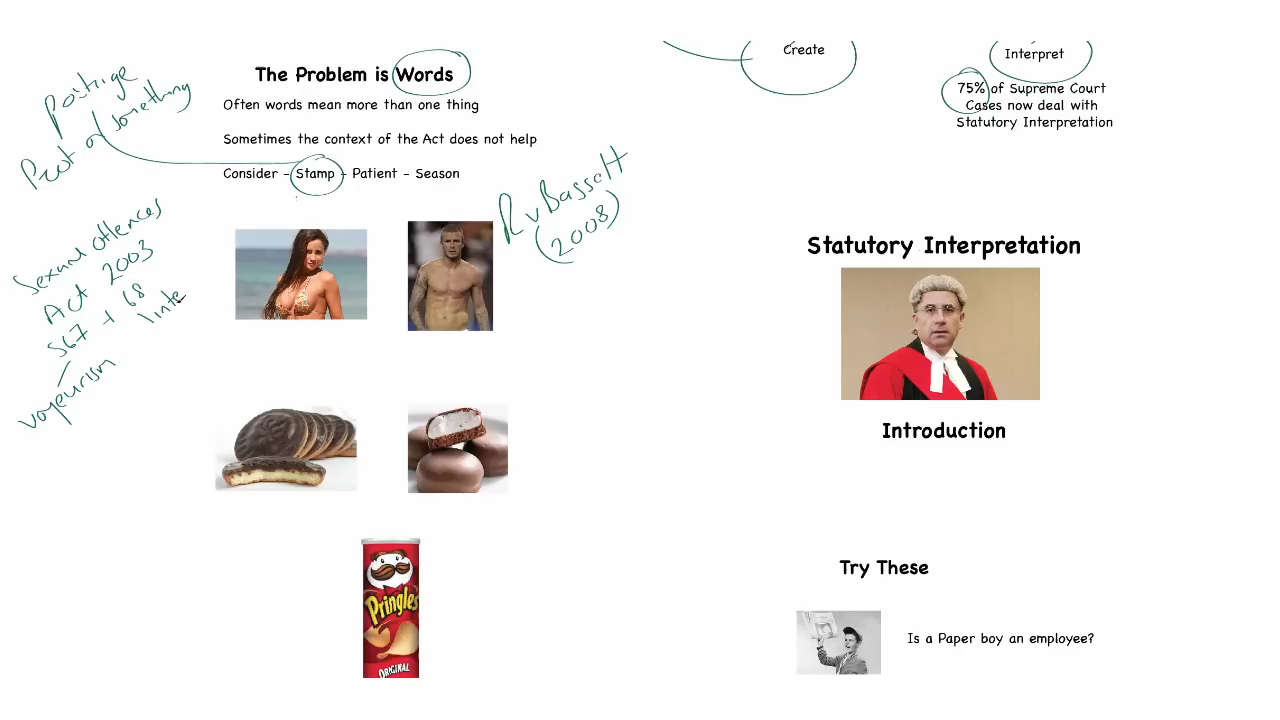 The Problem is Words
Often words mean more than one thing
Sometimes the context of the Act does not help
Consider - Stamp - Patient - Season
Postage
Part of something
Sexual Offences
Act 2003
S67 + 68
inte
voyeurism
R v Bassett
(2008)
Pringles
ORIGINAL
Create
Interpret
75% of Supreme Court
Cases now deal with
Statutory Interpretation
Statutory Interpretation
Introduction
Try These
Is a Paper boy an employee?